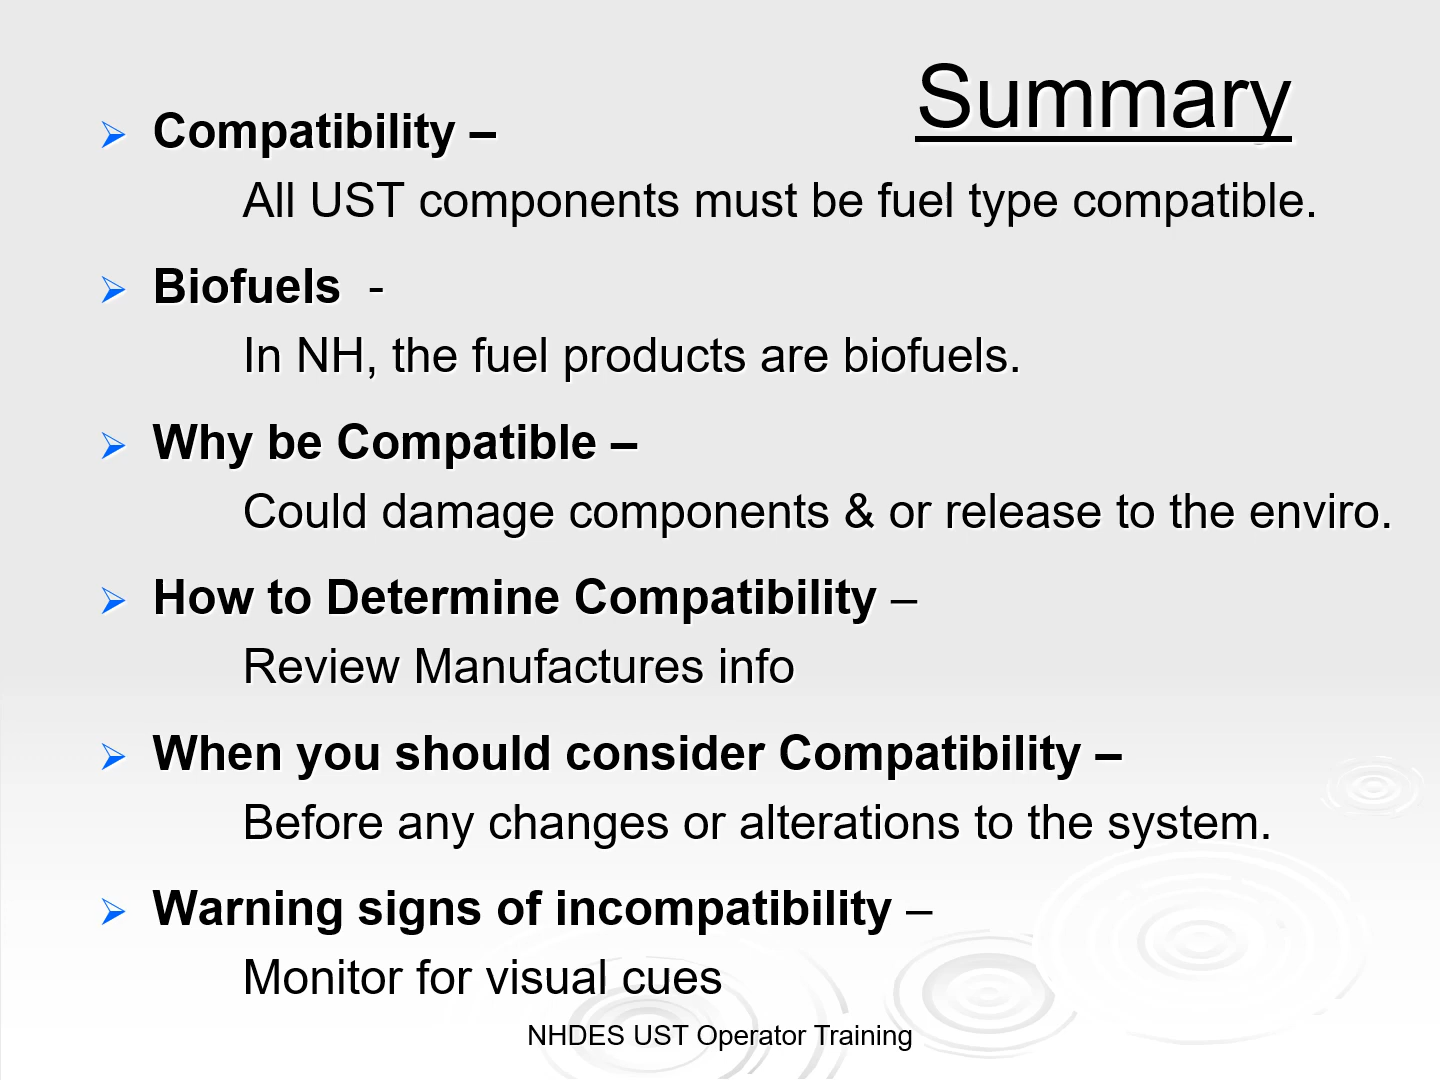 Summary
Compatibility –
All UST components must be fuel type compatible.
Biofuels -
In NH, the fuel products are biofuels.
Why be Compatible –
Could damage components & or release to the enviro.
How to Determine Compatibility –
Review Manufactures info
When you should consider Compatibility –
Before any changes or alterations to the system.
Warning signs of incompatibility –
Monitor for visual cues
NHDES UST Operator Training